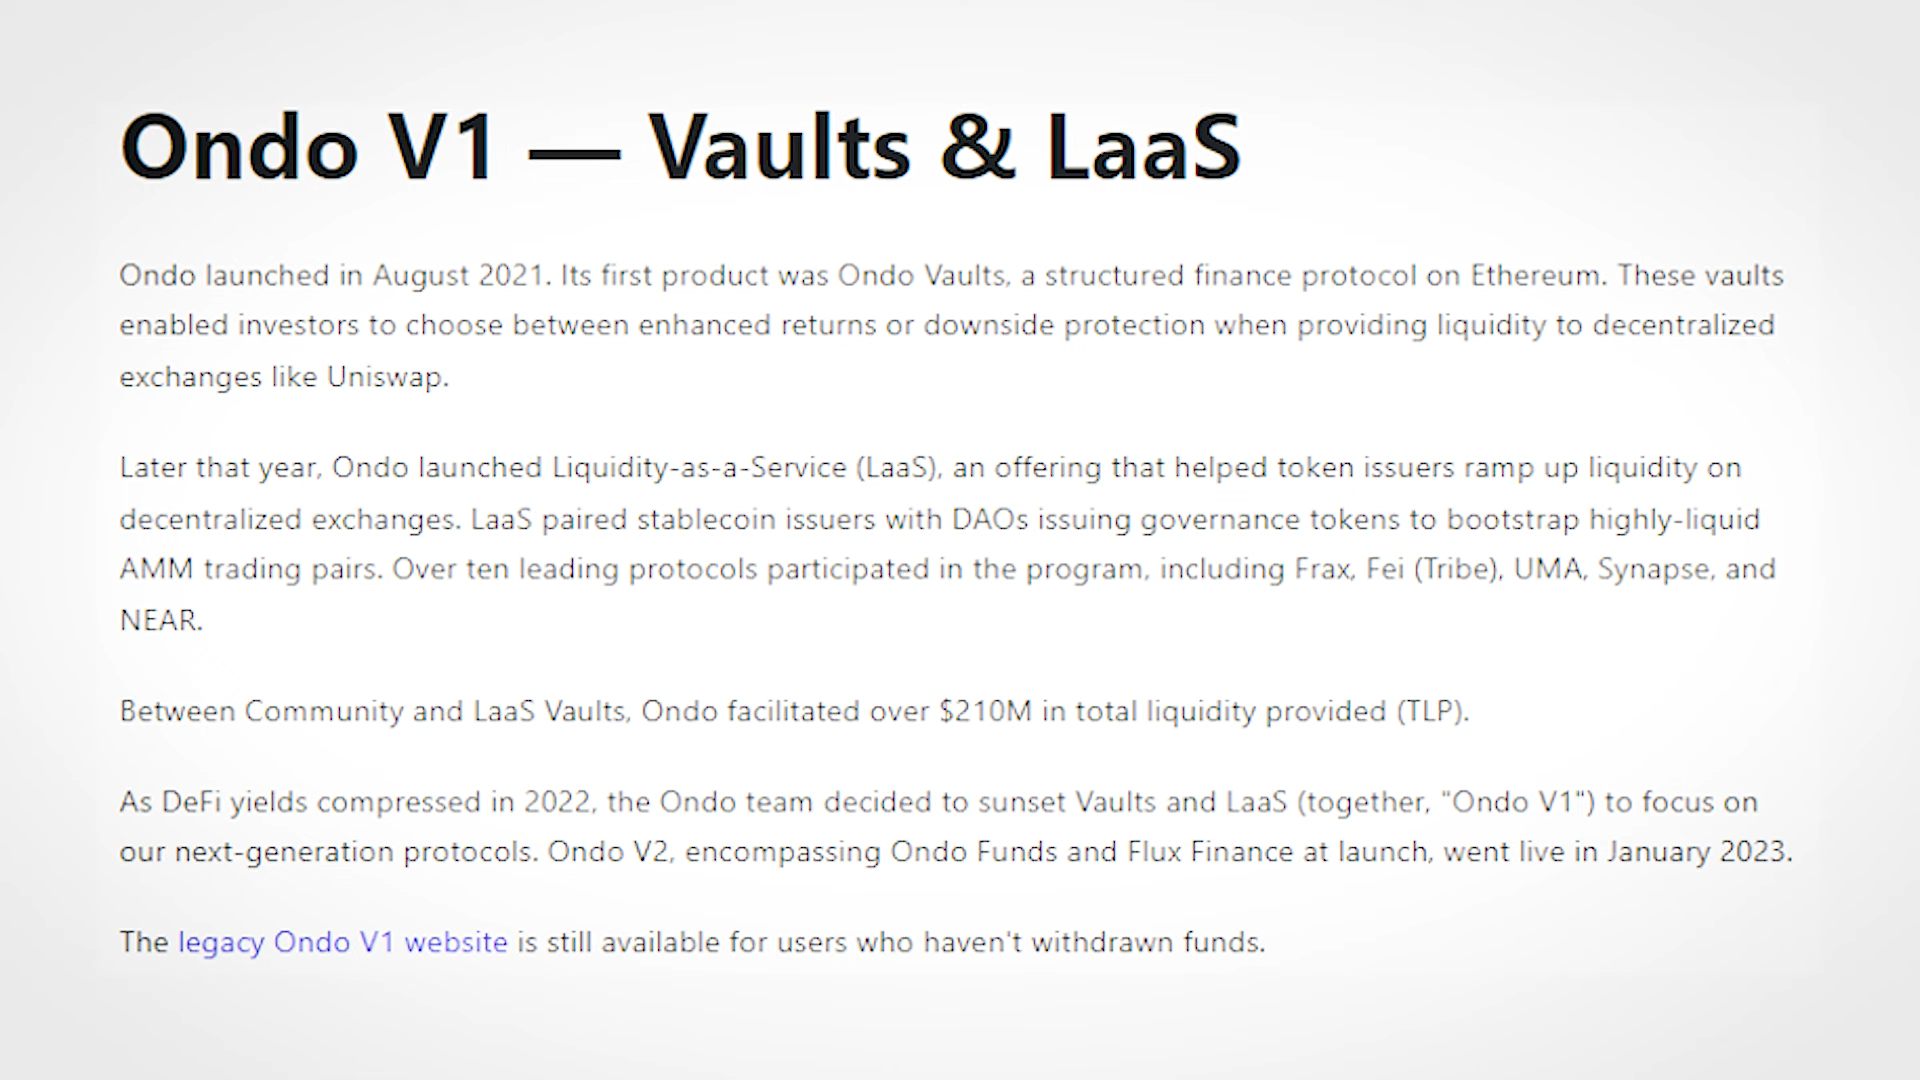 Ondo V1 — Vaults & LaaS
Ondo launched in August 2021. Its first product was Ondo Vaults, a structured finance protocol on Ethereum. These vaults
enabled investors to choose between enhanced returns or downside protection when providing liquidity to decentralized
exchanges like Uniswap.
Later that year, Ondo launched Liquidity-as-a-Service (LaaS), an offering that helped token issuers ramp up liquidity on
decentralized exchanges. LaaS paired stablecoin issuers with DAOs issuing governance tokens to bootstrap highly-liquid
AMM trading pairs. Over ten leading protocols participated in the program, including Frax, Fei (Tribe), UMA, Synapse, and
NEAR.
Between Community and LaaS Vaults, Ondo facilitated over $210M in total liquidity provided (TLP).
As DeFi yields compressed in 2022, the Ondo team decided to sunset Vaults and LaaS (together, "Ondo V1") to focus on
our next-generation protocols. Ondo V2, encompassing Ondo Funds and Flux Finance at launch, went live in January 2023.
The legacy Ondo V1 website is still available for users who haven't withdrawn funds.